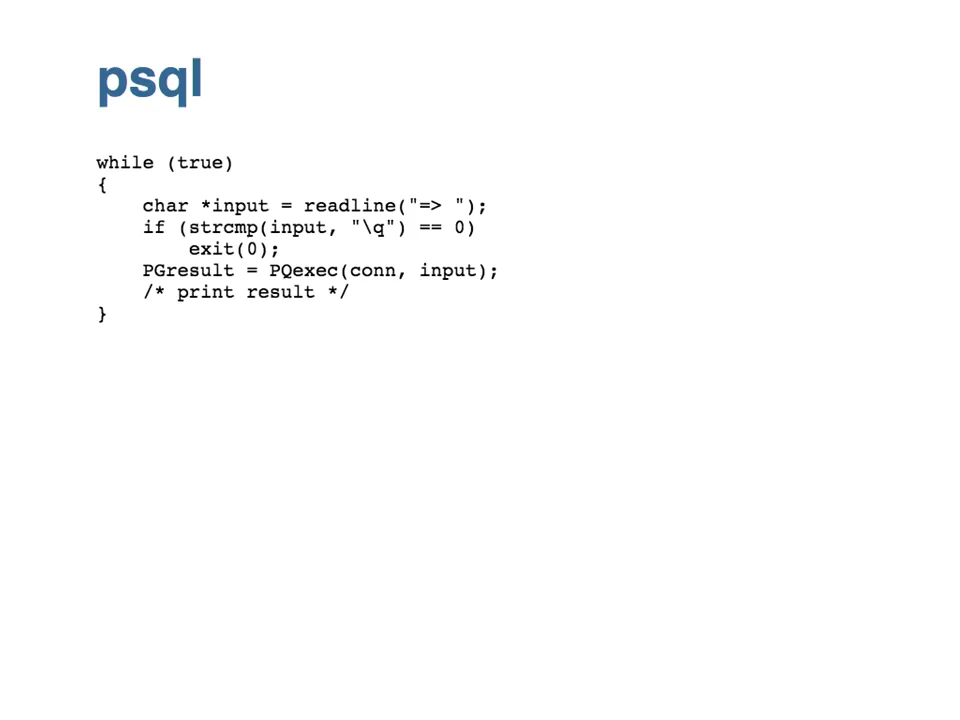 psql
while (true)
{
    char *input = readline("=> ");
    if (strcmp(input, "\q") == 0)
        exit(0);
    PGresult = PQexec(conn, input);
    /* print result */
}